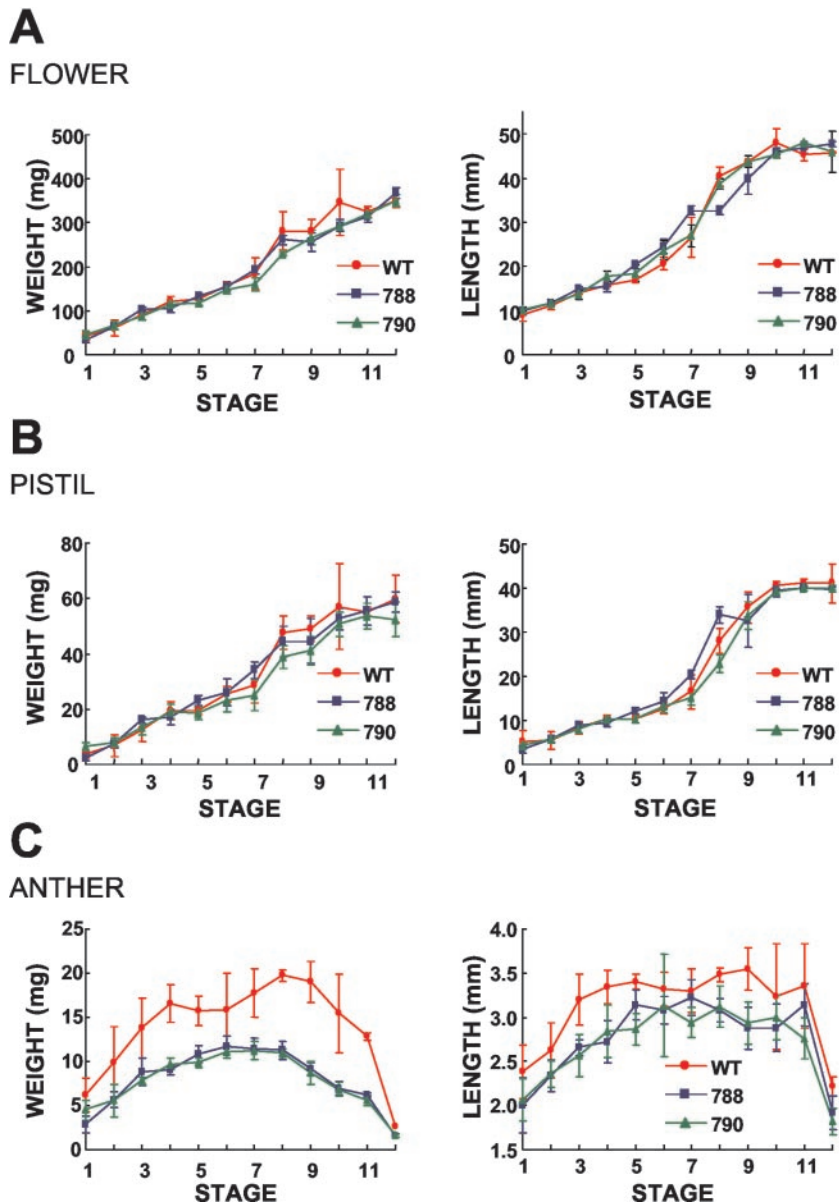 A
FLOWER
WEIGHT (mg)
500
400
300
200
100
0
1 3 5 7 9 11
STAGE
WT
788
790
LENGTH (mm)
50
40
30
20
10
0
1 3 5 7 9 11
STAGE
WT
788
790
B
PISTIL
WEIGHT (mg)
80
60
40
20
0
1 3 5 7 9 11
STAGE
WT
788
790
LENGTH (mm)
50
40
30
20
10
0
1 3 5 7 9 11
STAGE
WT
788
790
C
ANTHER
WEIGHT (mg)
25
20
15
10
5
0
1 3 5 7 9 11
STAGE
LENGTH (mm)
4.0
3.5
3.0
2.5
2.0
1.5
1 3 5 7 9 11
STAGE
WT
788
790